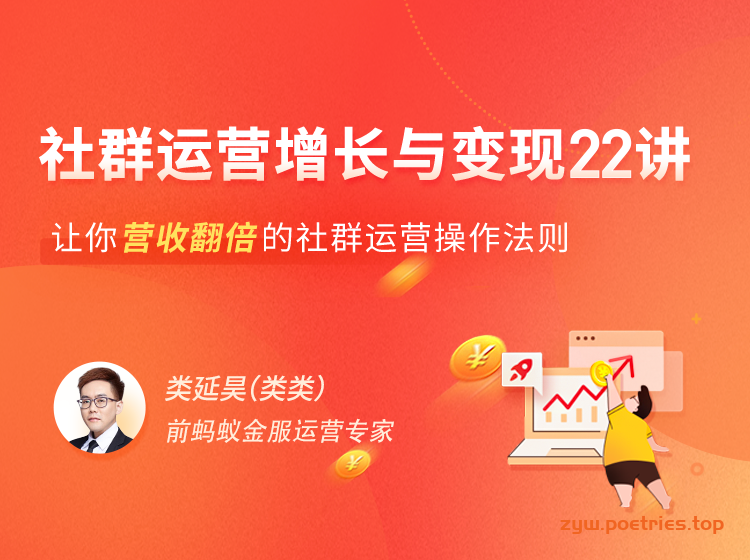 社群运营增长与变现22讲
让你营收翻倍的社群运营操作法则
类延昊(类类)
前蚂蚁金服运营专家
zyw.poetries.top